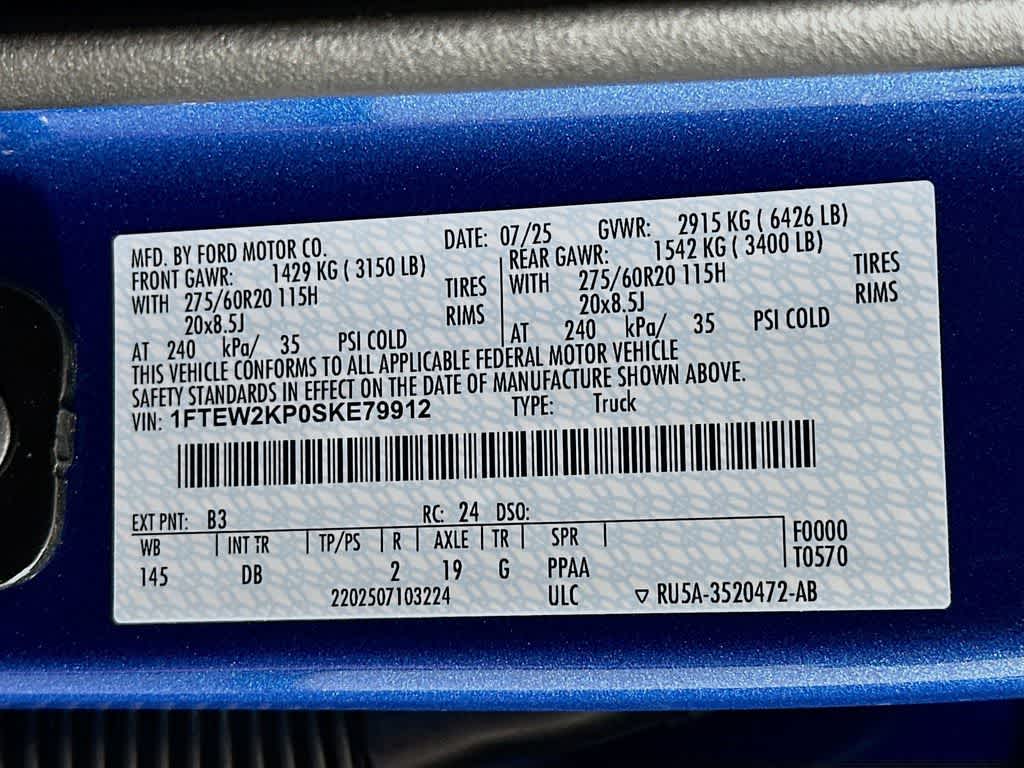 MFD. BY FORD MOTOR CO. DATE: 07/25 GVWR: 2915 KG ( 6426 LB)
FRONT GAWR: 1429 KG ( 3150 LB) REAR GAWR: 1542 KG ( 3400 LB)
WITH 275/60R20 115H TIRES WITH 275/60R20 115H TIRES
20x8.5J RIMS 20x8.5J RIMS
AT 240 kPa/ 35 PSI COLD AT 240 kPa/ 35 PSI COLD
THIS VEHICLE CONFORMS TO ALL APPLICABLE FEDERAL MOTOR VEHICLE
SAFETY STANDARDS IN EFFECT ON THE DATE OF MANUFACTURE SHOWN ABOVE.
VIN: 1FTEW2KP0SKE79912 TYPE: Truck
EXT PNT: B3 RC: 24 DSO:
WB INT TR TP/PS R AXLE TR SPR F0000
145 DB 2 19 G PPAA T0570
2202507103224 ULC ▽ RU5A-3520472-AB